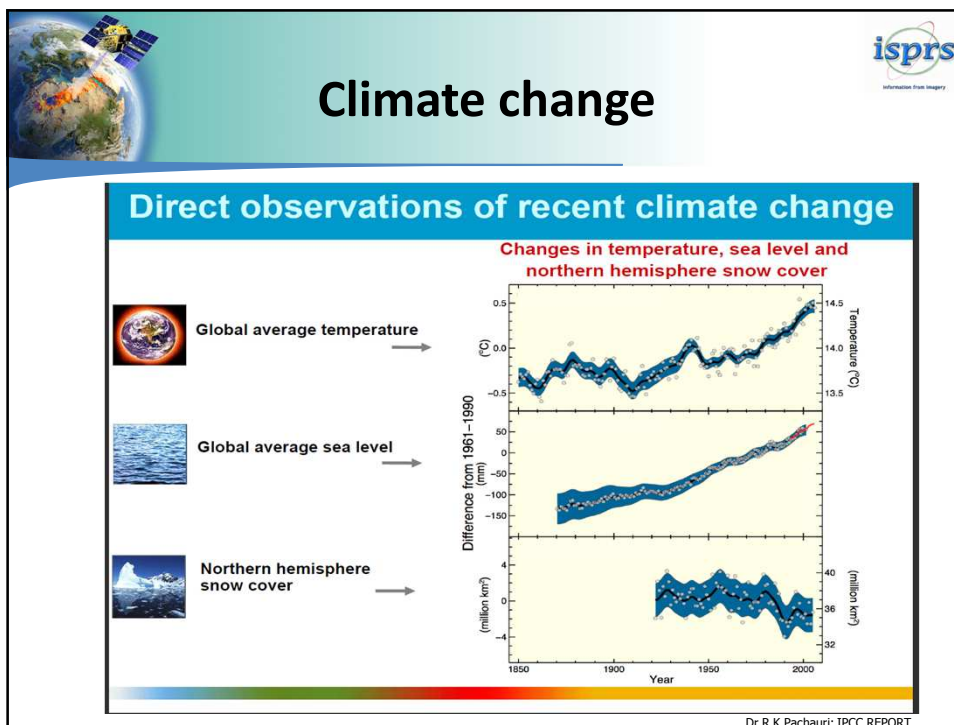 isprs
information from imagery
Climate change
Direct observations of recent climate change
Changes in temperature, sea level and
northern hemisphere snow cover
Global average temperature
Global average sea level
Northern hemisphere
snow cover
Difference from 1961–1990
(°C)
0.5
0.0
−0.5
14.5
14.0
13.5
Temperature (°C)
(mm)
50
0
−50
−100
−150
(million km²)
4
0
−4
40
36
32
(million km²)
1850
1900
1950
2000
Year
Dr R K Pachauri: IPCC REPORT